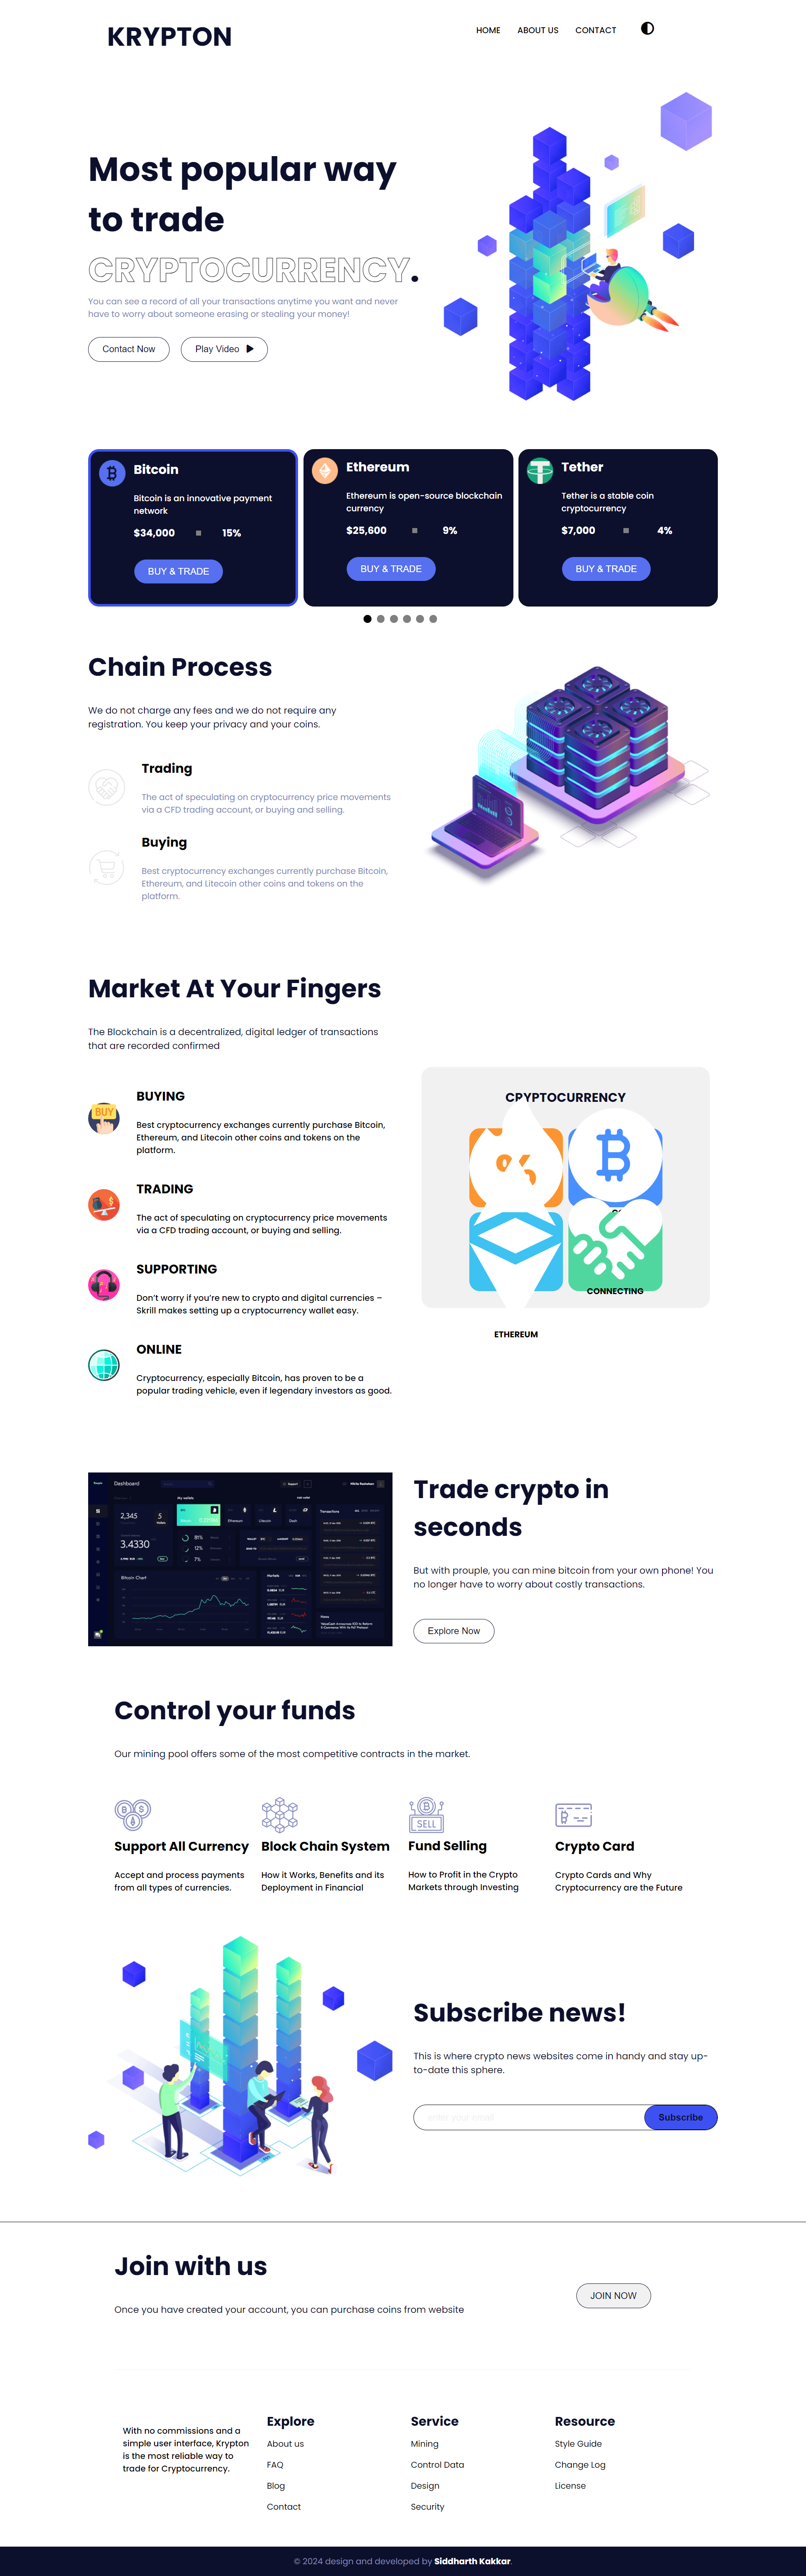 KRYPTON
HOME ABOUT US CONTACT
Most popular way
to trade
CRYPTOCURRENCY.
You can see a record of all your transactions anytime you want and never
have to worry about someone erasing or stealing your money!
Contact Now Play Video
Bitcoin
Bitcoin is an innovative payment
network
$34,000 15%
BUY & TRADE
Ethereum
Ethereum is open-source blockchain
currency
$25,600 9%
BUY & TRADE
Tether
Tether is a stable coin
cryptocurrency
$7,000 4%
BUY & TRADE
Chain Process
We do not charge any fees and we do not require any
registration. You keep your privacy and your coins.
Trading
The act of speculating on cryptocurrency price movements
via a CFD trading account, or buying and selling.
Buying
Best cryptocurrency exchanges currently purchase Bitcoin,
Ethereum, and Litecoin other coins and tokens on the
platform.
Market At Your Fingers
The Blockchain is a decentralized, digital ledger of transactions
that are recorded confirmed
BUY
BUYING
Best cryptocurrency exchanges currently purchase Bitcoin,
Ethereum, and Litecoin other coins and tokens on the
platform.
TRADING
The act of speculating on cryptocurrency price movements
via a CFD trading account, or buying and selling.
SUPPORTING
Don't worry if you're new to crypto and digital currencies –
Skrill makes setting up a cryptocurrency wallet easy.
ONLINE
Cryptocurrency, especially Bitcoin, has proven to be a
popular trading vehicle, even if legendary investors as good.
CPYPTOCURRENCY
CONNECTING
ETHEREUM
Dashboard
My wallets
2,345 5
3.4330
81%
12%
7%
Bitcoin Chart
Markets
Transactions
News
Trade crypto in
seconds
But with prouple, you can mine bitcoin from your own phone! You
no longer have to worry about costly transactions.
Explore Now
Control your funds
Our mining pool offers some of the most competitive contracts in the market.
SELL
Support All Currency
Accept and process payments
from all types of currencies.
Block Chain System
How it Works, Benefits and its
Deployment in Financial
Fund Selling
How to Profit in the Crypto
Markets through Investing
Crypto Card
Crypto Cards and Why
Cryptocurrency are the Future
Subscribe news!
This is where crypto news websites come in handy and stay up-
to-date this sphere.
enter your email Subscribe
Join with us
Once you have created your account, you can purchase coins from website
JOIN NOW
With no commissions and a
simple user interface, Krypton
is the most reliable way to
trade for Cryptocurrency.
Explore
About us
FAQ
Blog
Contact
Service
Mining
Control Data
Design
Security
Resource
Style Guide
Change Log
License
© 2024 design and developed by Siddharth Kakkar.